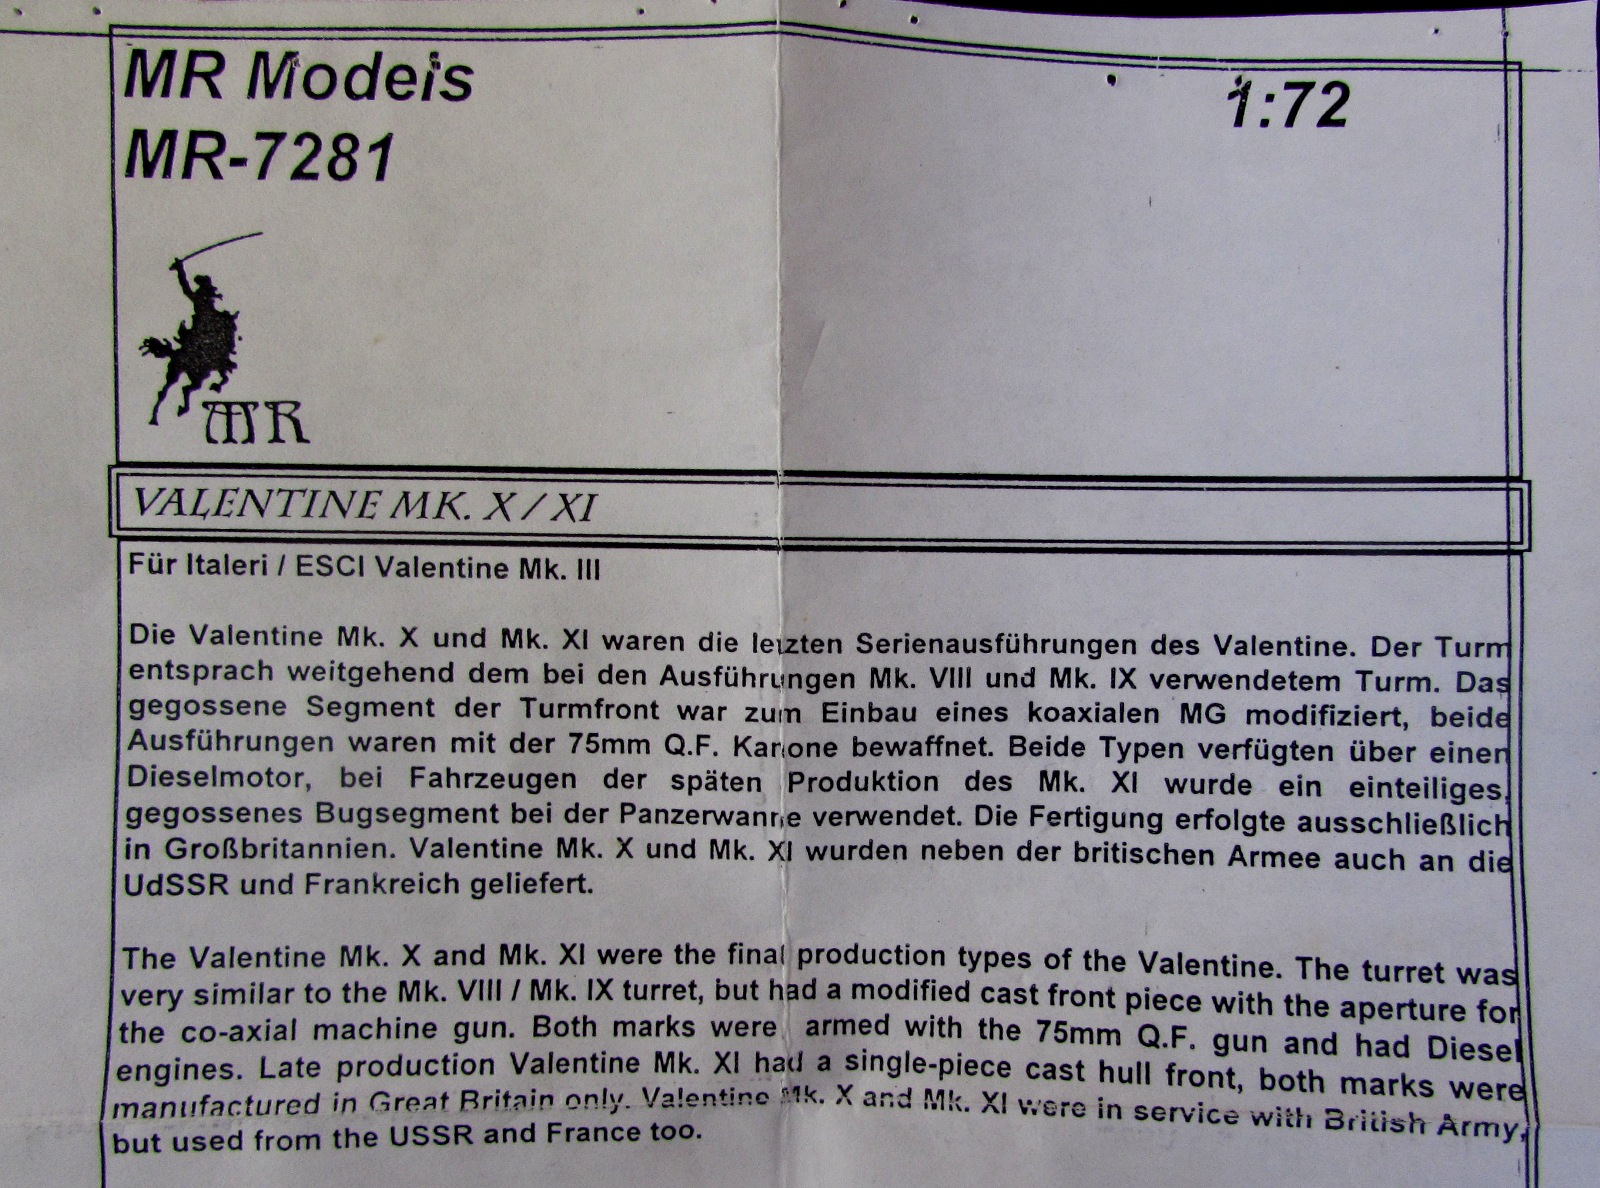 MR Models
MR-7281
1:72
MR
VALENTINE MK. X / XI
Für Italeri / ESCI Valentine Mk. III
Die Valentine Mk. X und Mk. XI waren die letzten Serienausführungen des Valentine. Der Turm
entsprach weitgehend dem bei den Ausführungen Mk. VIII und Mk. IX verwendetem Turm. Das
gegossene Segment der Turmfront war zum Einbau eines koaxialen MG modifiziert, beide
Ausführungen waren mit der 75mm Q.F. Kanone bewaffnet. Beide Typen verfügten über einen
Dieselmotor, bei Fahrzeugen der späten Produktion des Mk. XI wurde ein einteiliges,
gegossenes Bugsegment bei der Panzerwanne verwendet. Die Fertigung erfolgte ausschließlich
in Großbritannien. Valentine Mk. X und Mk. XI wurden neben der britischen Armee auch an die
UdSSR und Frankreich geliefert.
The Valentine Mk. X and Mk. XI were the final production types of the Valentine. The turret was
very similar to the Mk. VIII / Mk. IX turret, but had a modified cast front piece with the aperture for
the co-axial machine gun. Both marks were armed with the 75mm Q.F. gun and had Diesel
engines. Late production Valentine Mk. XI had a single-piece cast hull front, both marks were
manufactured in Great Britain only. Valentine Mk. X and Mk. XI were in service with British Army,
but used from the USSR and France too.